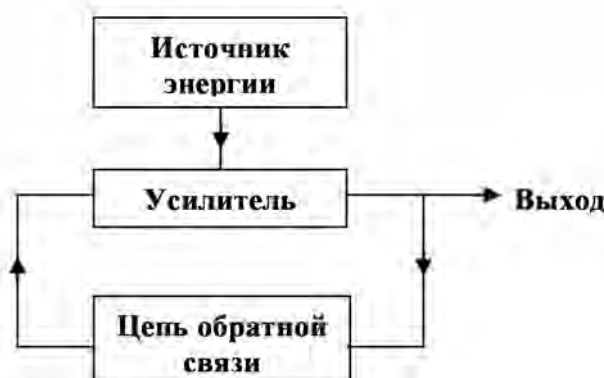 Источник
энергии
Усилитель
Выход
Цепь обратной
связи